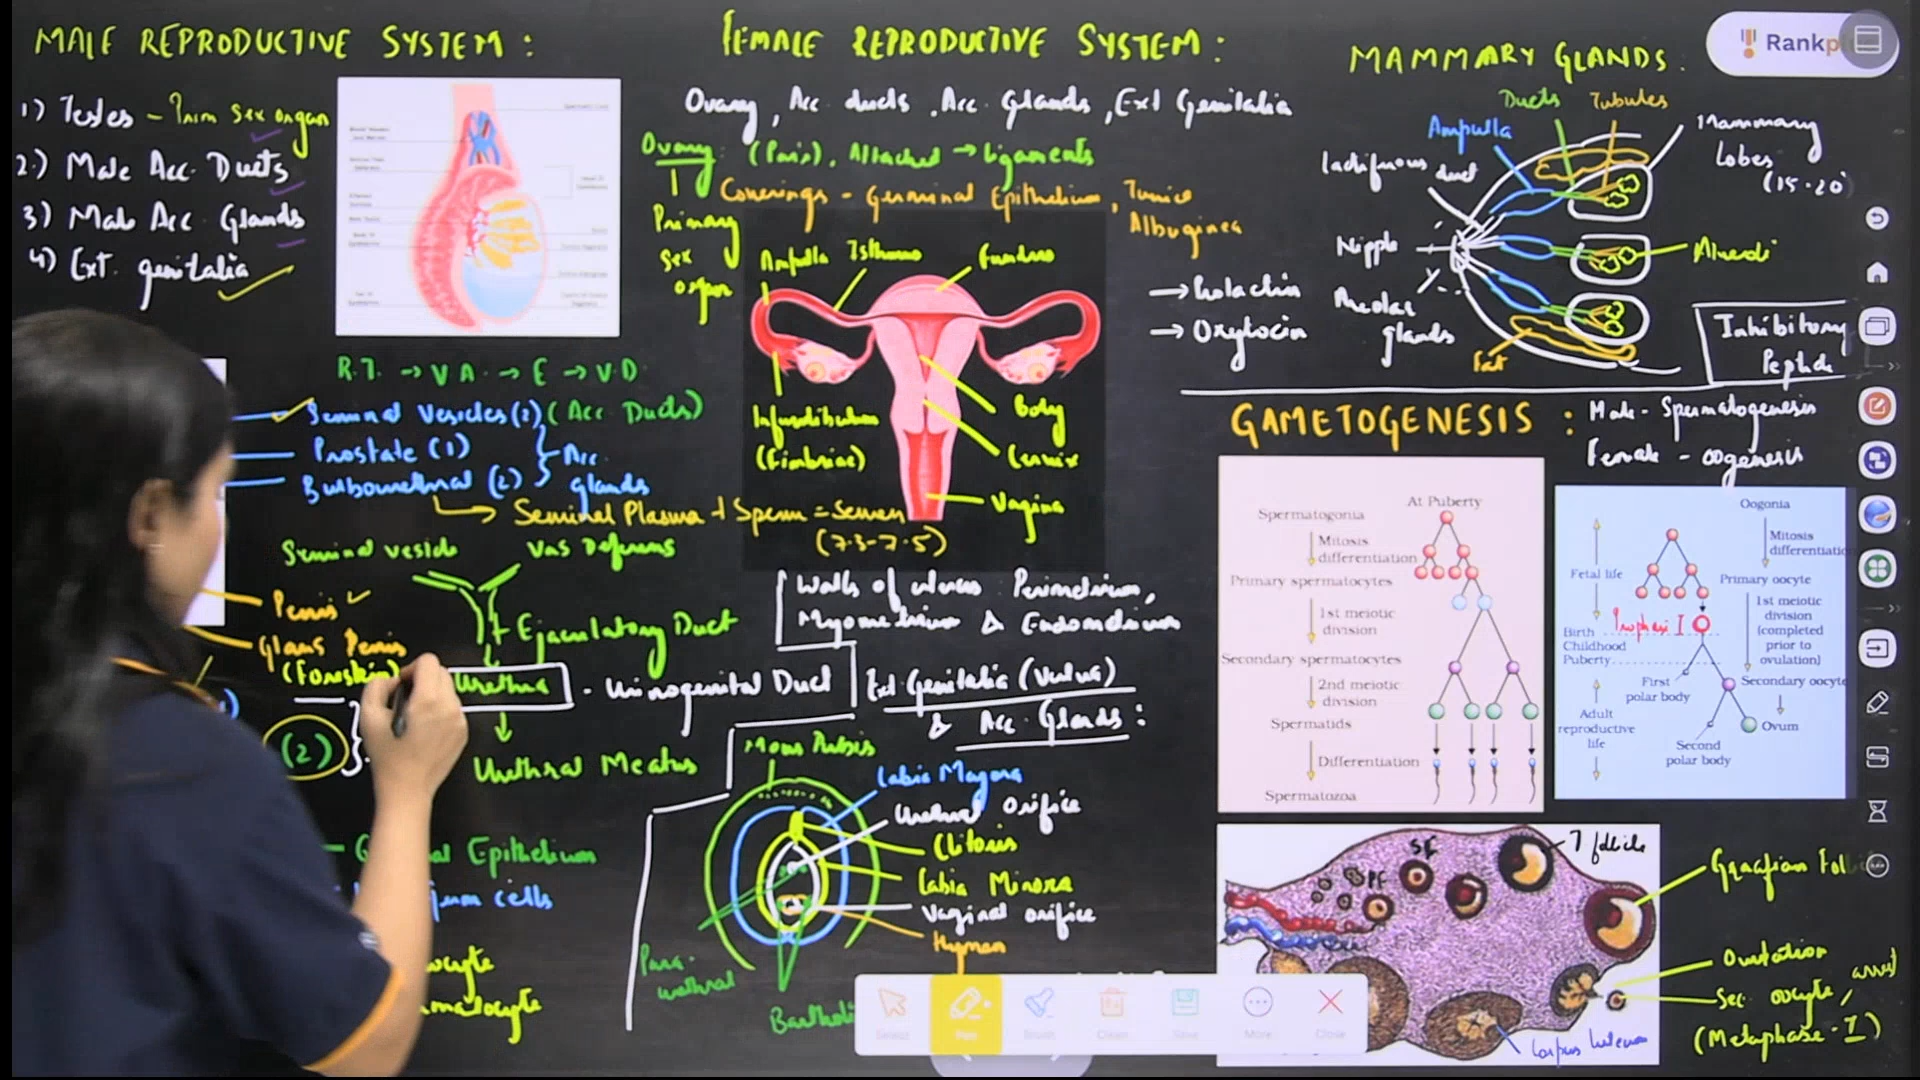 MALE REPRODUCTIVE SYSTEM :
1) Testes - Prim sex organ
2.) Male Acc. Ducts
3) Male Acc. Glands
4) Ext. genitalia
R.T. → V A. → E → V D
Seminal Vesicles (2) (Acc Ducts)
Prostate (1)
Bulbourethral (2)
Acc.
glands
Seminal Plasma + Sperm = Semen
(7.3-7.5)
Seminal vesicle
Vas Deferens
Ejaculatory Duct
Penis
Glans Penis
(Foreskin)
Urethra
- Urinogenital Duct
(2)
Urethral Meatus
Epithelium
cells
FEMALE REPRODUCTIVE SYSTEM :
Ovary, Acc. ducts, Acc. Glands, Ext Genitalia
Ovary: (Pair), Attached → Ligaments
Coverings - Germinal Epithelium, Tunica
Albuginea
Primary
sex
organ
Ampulla
Isthmus
Fundus
Infundibulum
(Fimbriae)
Body
Cervix
Vagina
Walls of uterus Perimetrium,
Myometrium & Endometrium
Ext Genitalia (Vulva)
& Acc. Glands :
Mons Pubis
Labia Majora
Urethral orifice
Clitoris
Labia Minora
Vaginal orifice
Hymen
Para-
urethral
Select
Pen
Brush
Clean
Save
More
Close
MAMMARY GLANDS.
Rankp
Ducts
Tubules
Ampulla
Mammary
Lobes
(15-20)
Lactiferous duct
Nipple
Alveoli
Areolar
glands
Fat
→ Prolactin
→ Oxytocin
Inhibitory
Peptide
GAMETOGENESIS :
Male - Spermatogenesis
Female - oogenesis
At Puberty
Spermatogonia
Mitosis
differentiation
Primary spermatocytes
1st meiotic
division
Secondary spermatocytes
2nd meiotic
division
Spermatids
Differentiation
Spermatozoa
Oogonia
Mitosis
differentiatio
Fetal life
Primary oocyte
1st meiotic
division
(completed
prior to
ovulation)
Prophase I
Birth
Childhood
Puberty
First
polar body
Secondary oocyte
Adult
reproductive
life
Ovum
Second
polar body
PF
SF
T follicle
Graafian Fol
Ovulation
Sec. oocyte, arrest
(Metaphase - II)
Corpus luteum